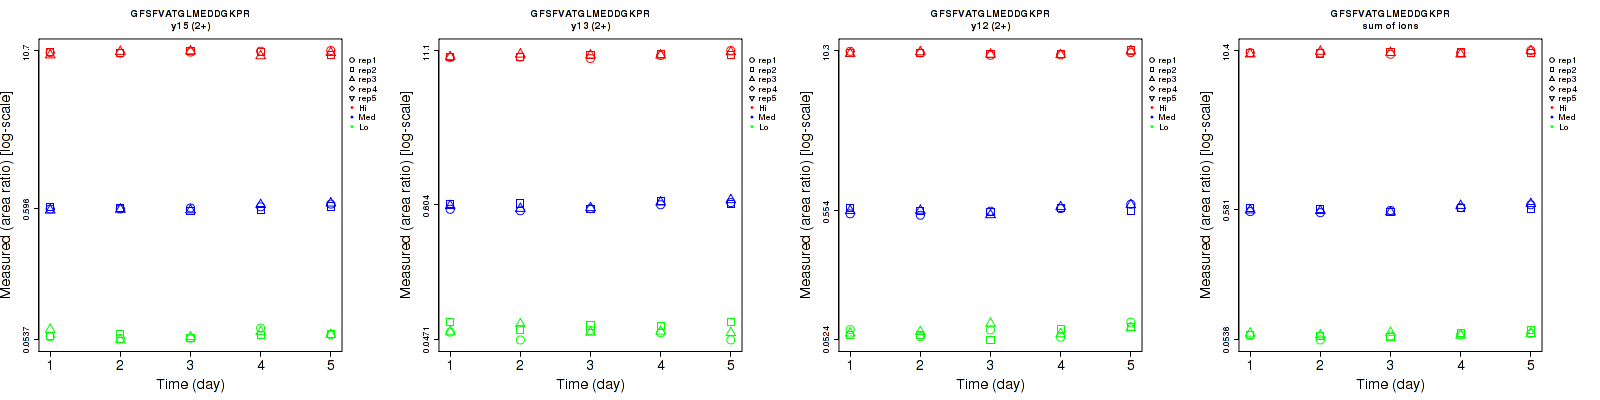 GFSFVATGLMEDDGKPR
y15 (2+)
Measured (area ratio) [log-scale]
10.7
0.598
0.0537
1 2 3 4 5
Time (day)
rep1
rep2
rep3
rep4
rep5
Hi
Med
Lo
GFSFVATGLMEDDGKPR
y13 (2+)
Measured (area ratio) [log-scale]
11.1
0.604
0.0471
1 2 3 4 5
Time (day)
rep1
rep2
rep3
rep4
rep5
Hi
Med
Lo
GFSFVATGLMEDDGKPR
y12 (2+)
Measured (area ratio) [log-scale]
10.3
0.554
0.0524
1 2 3 4 5
Time (day)
rep1
rep2
rep3
rep4
rep5
Hi
Med
Lo
GFSFVATGLMEDDGKPR
sum of ions
Measured (area ratio) [log-scale]
10.4
0.581
0.0536
1 2 3 4 5
Time (day)
rep1
rep2
rep3
rep4
rep5
Hi
Med
Lo